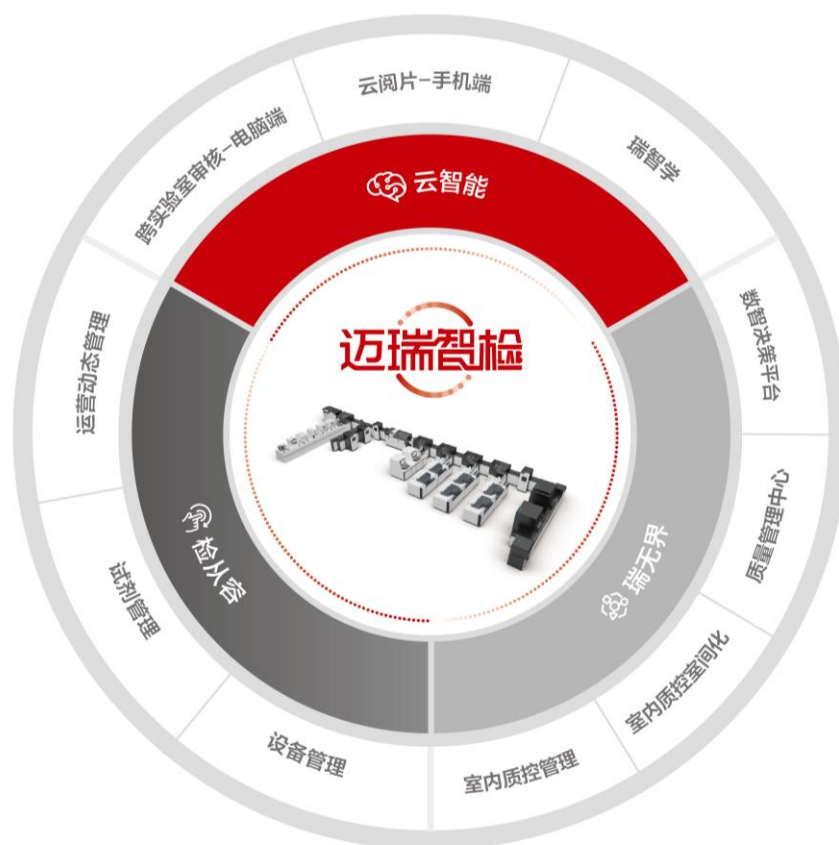 云阅片-手机端
跨实验室审核-电脑端
瑞智学
云智能
运营动态管理
数智决策平台
迈瑞智检
LAB
质量管理中心
检从容
瑞无界
试剂管理
室内质控室间化
设备管理
室内质控管理